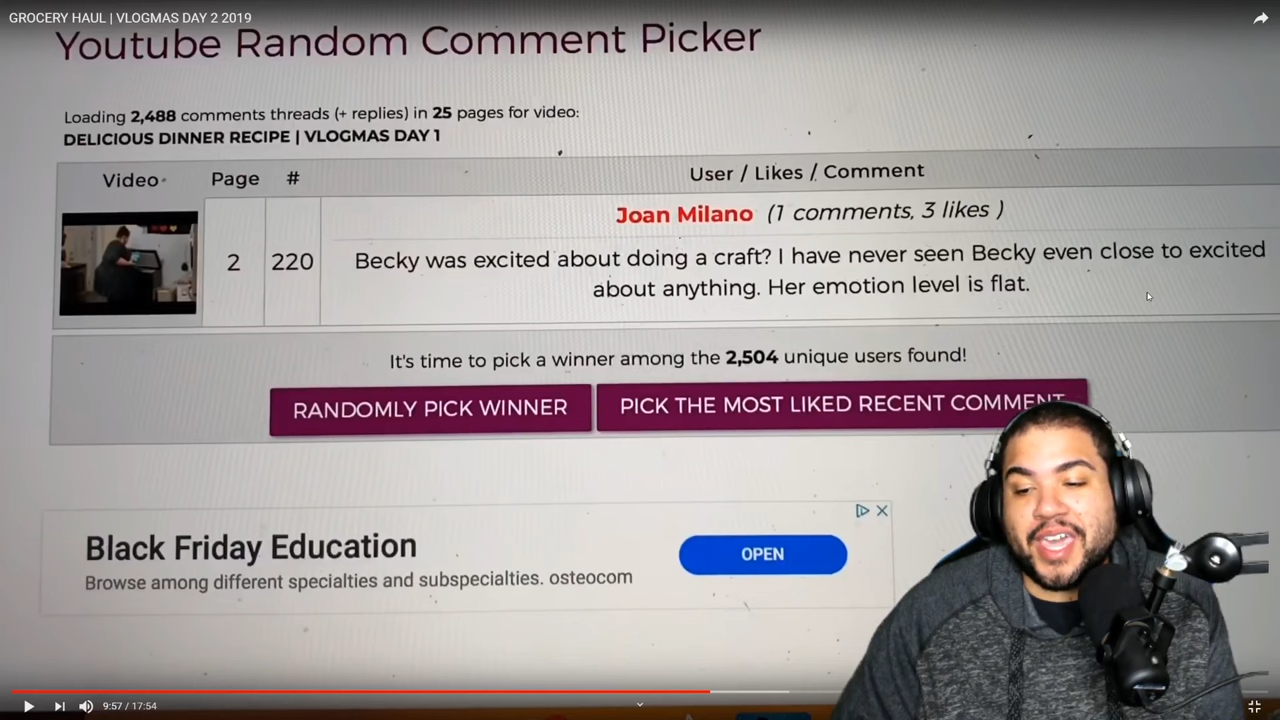 GROCERY HAUL | VLOGMAS DAY 2 2019
Youtube Random Comment Picker
Loading 2,488 comments threads (+ replies) in 25 pages for video:
DELICIOUS DINNER RECIPE | VLOGMAS DAY 1
Video Page # User / Likes / Comment
Joan Milano (1 comments, 3 likes )
2 220 Becky was excited about doing a craft? I have never seen Becky even close to excited
about anything. Her emotion level is flat.
It's time to pick a winner among the 2,504 unique users found!
RANDOMLY PICK WINNER PICK THE MOST LIKED RECENT COMMENT
Black Friday Education
OPEN
Browse among different specialties and subspecialties. osteocom
9:57 / 17:54